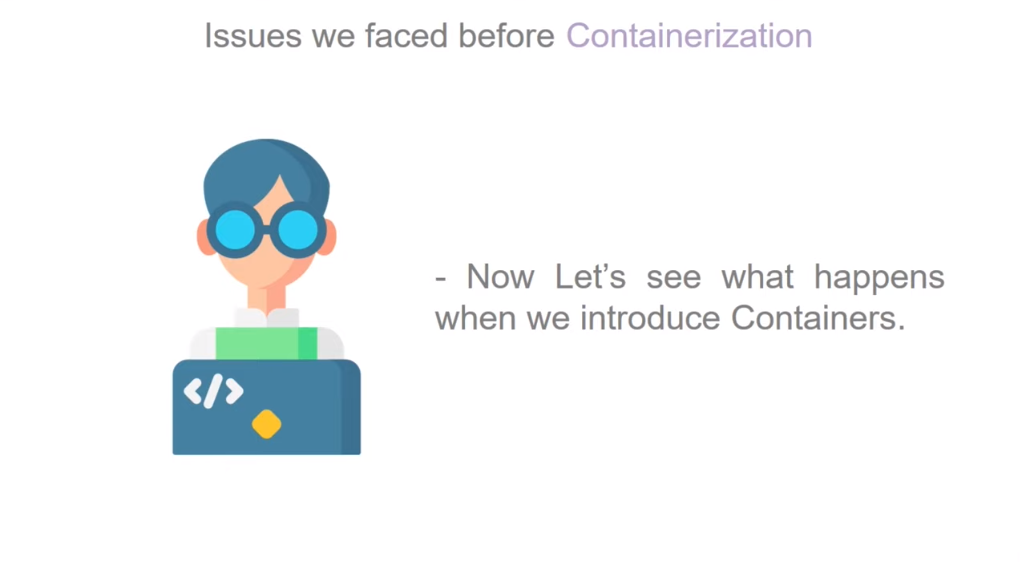 Issues we faced before Containerization
- Now Let’s see what happens
when we introduce Containers.
</>